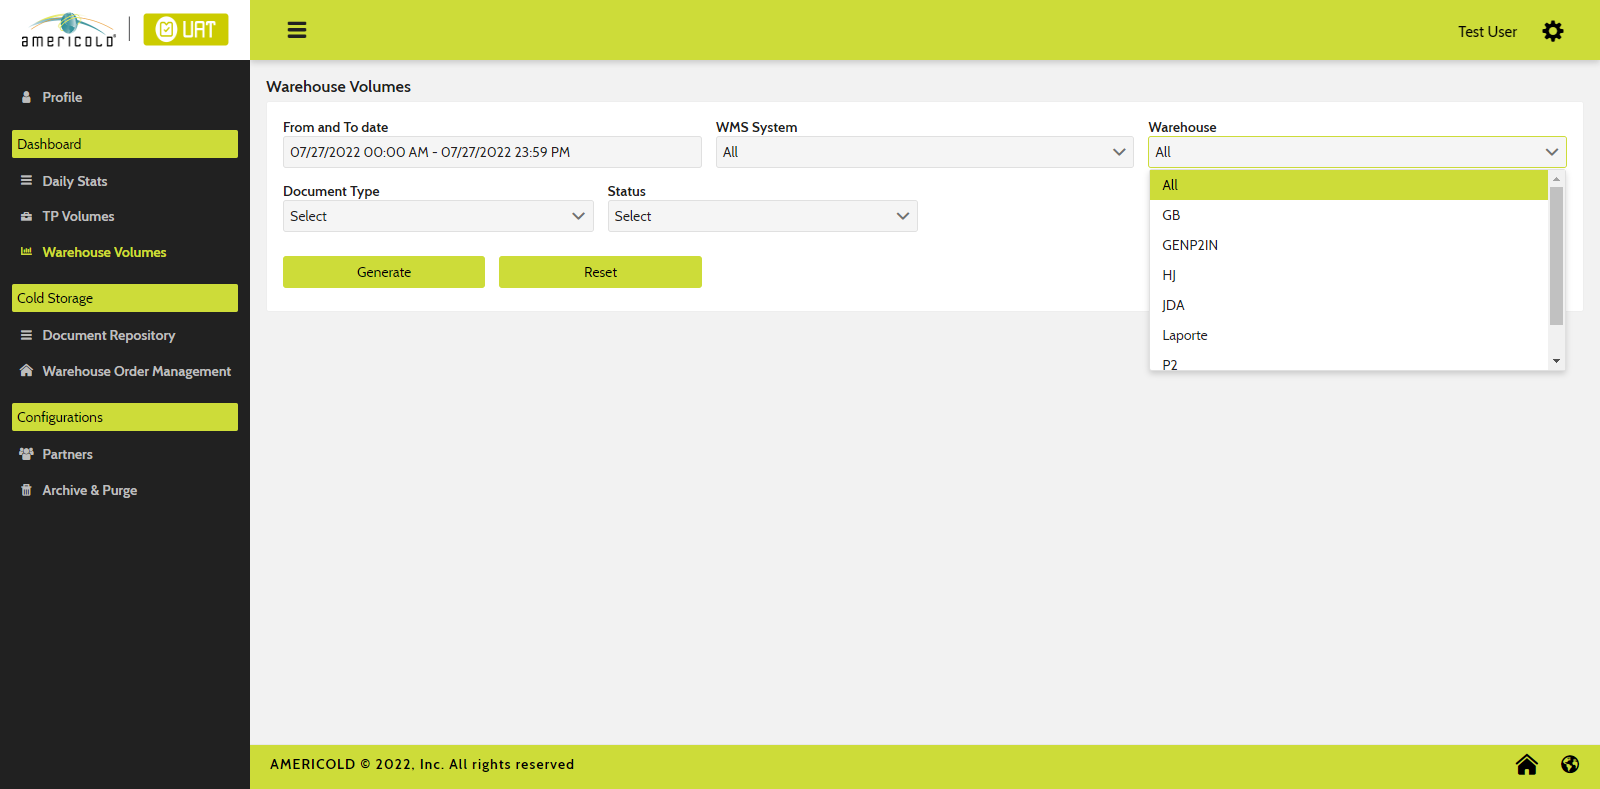 americold
UAT
Test User
Profile
Dashboard
Daily Stats
TP Volumes
Warehouse Volumes
Cold Storage
Document Repository
Warehouse Order Management
Configurations
Partners
Archive & Purge
Warehouse Volumes
From and To date
07/27/2022 00:00 AM - 07/27/2022 23:59 PM
WMS System
All
Warehouse
All
All
GB
GENP2IN
HJ
JDA
Laporte
P2
Document Type
Select
Status
Select
Generate
Reset
AMERICOLD © 2022, Inc. All rights reserved